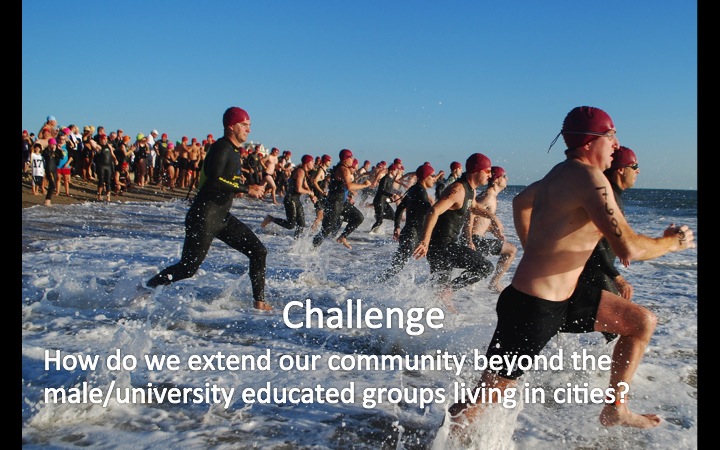 Challenge
How do we extend our community beyond the
male/university educated groups living in cities?